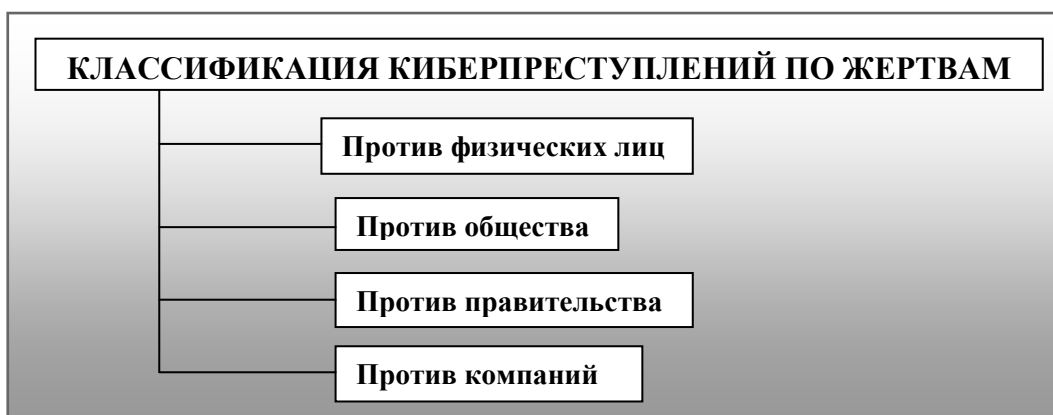 КЛАССИФИКАЦИЯ КИБЕРПРЕСТУПЛЕНИЙ ПО ЖЕРТВАМ
Против физических лиц
Против общества
Против правительства
Против компаний